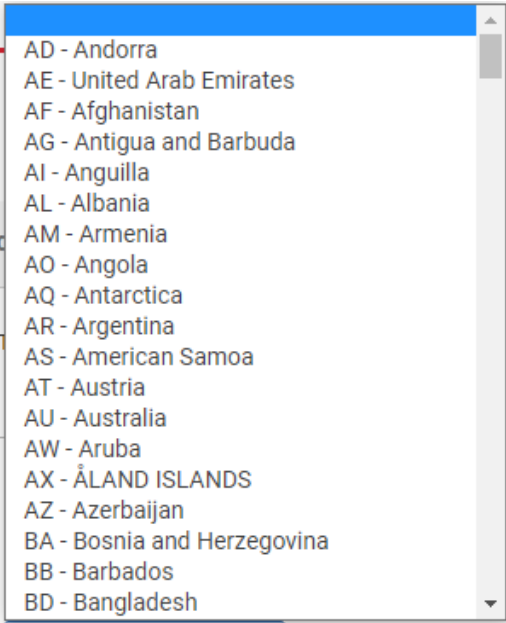 AD - Andorra
AE - United Arab Emirates
AF - Afghanistan
AG - Antigua and Barbuda
AI - Anguilla
AL - Albania
AM - Armenia
AO - Angola
AQ - Antarctica
AR - Argentina
AS - American Samoa
AT - Austria
AU - Australia
AW - Aruba
AX - ÅLAND ISLANDS
AZ - Azerbaijan
BA - Bosnia and Herzegovina
BB - Barbados
BD - Bangladesh